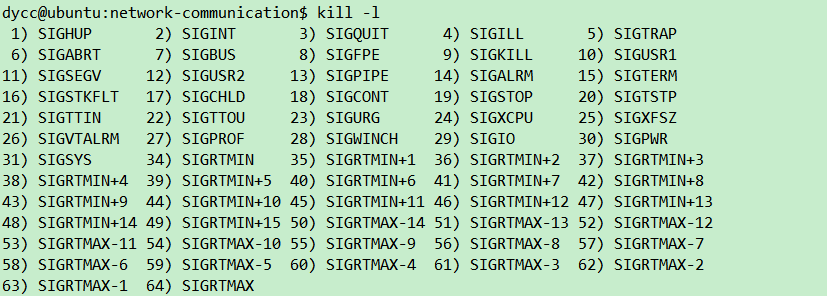 dycc@ubuntu:network-communication$ kill -l
 1) SIGHUP       2) SIGINT       3) SIGQUIT      4) SIGILL       5) SIGTRAP
 6) SIGABRT      7) SIGBUS       8) SIGFPE       9) SIGKILL     10) SIGUSR1
11) SIGSEGV     12) SIGUSR2     13) SIGPIPE     14) SIGALRM     15) SIGTERM
16) SIGSTKFLT   17) SIGCHLD     18) SIGCONT     19) SIGSTOP     20) SIGTSTP
21) SIGTTIN     22) SIGTTOU     23) SIGURG      24) SIGXCPU     25) SIGXFSZ
26) SIGVTALRM   27) SIGPROF     28) SIGWINCH    29) SIGIO       30) SIGPWR
31) SIGSYS      34) SIGRTMIN    35) SIGRTMIN+1  36) SIGRTMIN+2  37) SIGRTMIN+3
38) SIGRTMIN+4  39) SIGRTMIN+5  40) SIGRTMIN+6  41) SIGRTMIN+7  42) SIGRTMIN+8
43) SIGRTMIN+9  44) SIGRTMIN+10 45) SIGRTMIN+11 46) SIGRTMIN+12 47) SIGRTMIN+13
48) SIGRTMIN+14 49) SIGRTMIN+15 50) SIGRTMAX-14 51) SIGRTMAX-13 52) SIGRTMAX-12
53) SIGRTMAX-11 54) SIGRTMAX-10 55) SIGRTMAX-9  56) SIGRTMAX-8  57) SIGRTMAX-7
58) SIGRTMAX-6  59) SIGRTMAX-5  60) SIGRTMAX-4  61) SIGRTMAX-3  62) SIGRTMAX-2
63) SIGRTMAX-1  64) SIGRTMAX